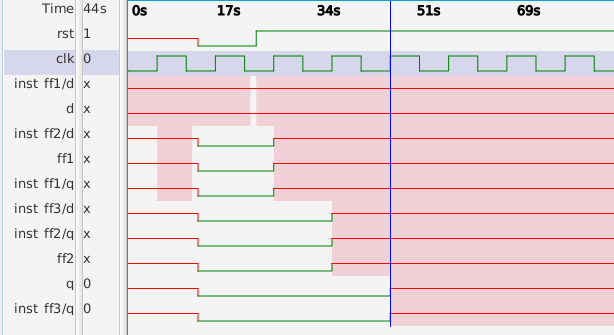 Time 44s 0s 17s 34s 51s 69s
rst 1
clk 0
inst ff1/d x
d x
inst ff2/d x
ff1 x
inst ff1/q x
inst ff3/d x
inst ff2/q x
ff2 x
q 0
inst ff3/q 0